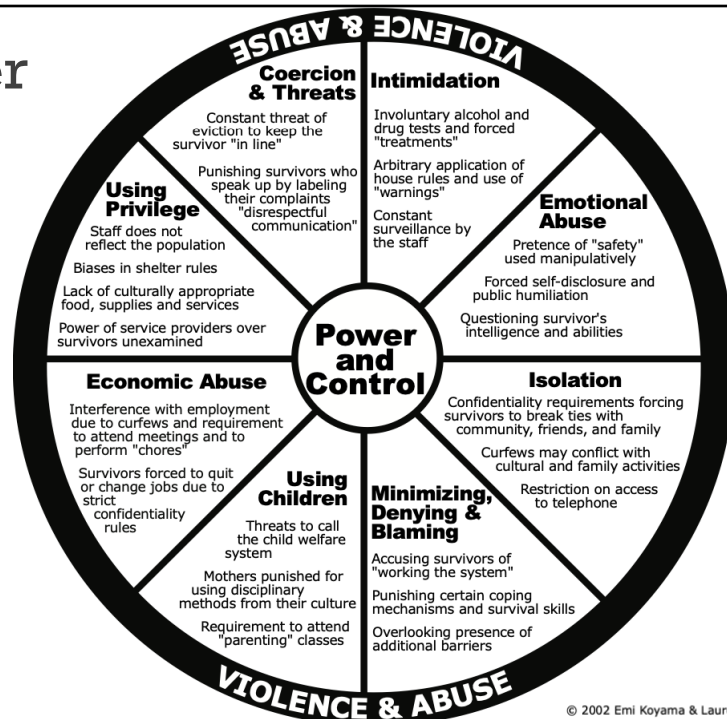 er
VIOLENCE & ABUSE
Coercion
& Threats
Constant threat of
eviction to keep the
survivor "in line"
Punishing survivors who
speak up by labeling
their complaints
"disrespectful
communication"
Intimidation
Involuntary alcohol and
drug tests and forced
"treatments"
Arbitrary application of
house rules and use of
"warnings"
Constant
surveillance by
the staff
Emotional
Abuse
Pretence of "safety"
used manipulatively
Forced self-disclosure and
public humiliation
Questioning survivor's
intelligence and abilities
Isolation
Confidentiality requirements forcing
survivors to break ties with
community, friends, and family
Curfews may conflict with
cultural and family activities
Restriction on access
to telephone
Minimizing,
Denying &
Blaming
Accusing survivors of
"working the system"
Punishing certain coping
mechanisms and survival skills
Overlooking presence of
additional barriers
Using
Children
Threats to call
the child welfare
system
Mothers punished for
using disciplinary
methods from their culture
Requirement to attend
"parenting" classes
Economic Abuse
Interference with employment
due to curfews and requirement
to attend meetings and to
perform "chores"
Survivors forced to quit
or change jobs due to
strict
confidentiality
rules
Using
Privilege
Staff does not
reflect the population
Biases in shelter rules
Lack of culturally appropriate
food, supplies and services
Power of service providers over
survivors unexamined
Power
and
Control
VIOLENCE & ABUSE
© 2002 Emi Koyama & Laur